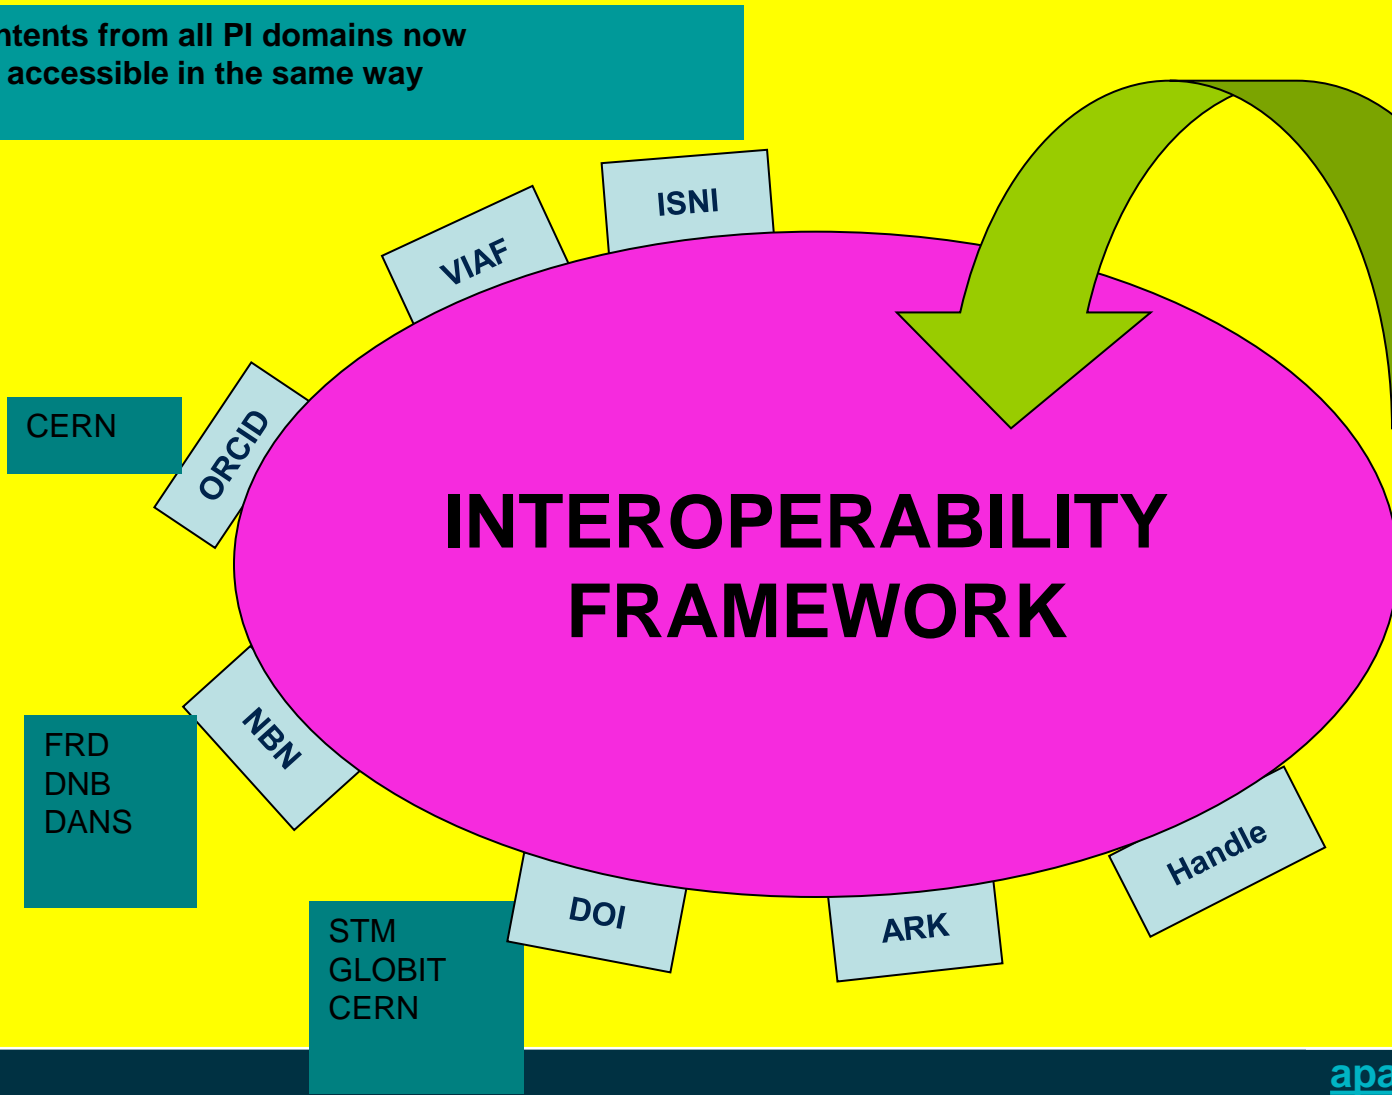 ntents from all PI domains now
accessible in the same way
ISNI
VIAF
CERN
ORCID
INTEROPERABILITY
FRAMEWORK
NBN
FRD
DNB
DANS
Handle
DOI
ARK
STM
GLOBIT
CERN
apa